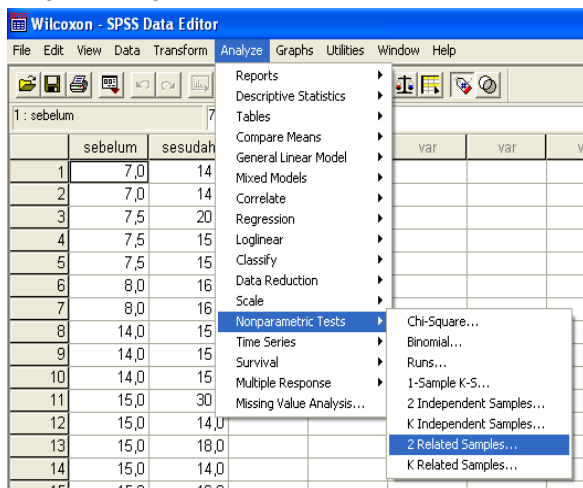 Wilcoxon - SPSS Data Editor
File Edit View Data Transform Analyze Graphs Utilities Window Help
1 : sebelum 7
sebelum sesudah var var
1 7,0 14
2 7,0 14
3 7,5 20
4 7,5 15
5 7,5 15
6 8,0 16
7 8,0 16
8 14,0 15
9 14,0 15
10 14,0 15
11 15,0 30
12 15,0 14,0
13 15,0 18,0
14 15,0 14,0
Reports
Descriptive Statistics
Tables
Compare Means
General Linear Model
Mixed Models
Correlate
Regression
Loglinear
Classify
Data Reduction
Scale
Nonparametric Tests
Time Series
Survival
Multiple Response
Missing Value Analysis...
Chi-Square...
Binomial...
Runs...
1-Sample K-S...
2 Independent Samples...
K Independent Samples...
2 Related Samples...
K Related Samples...